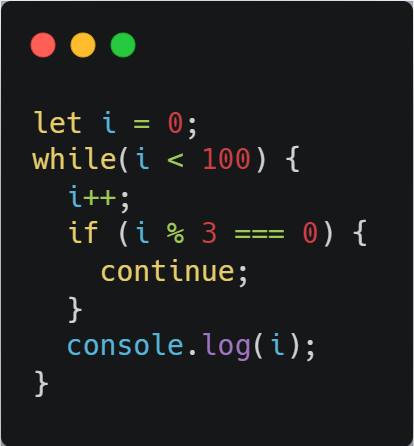 let i = 0;
while(i < 100) {
  i++;
  if (i % 3 === 0) {
    continue;
  }
  console.log(i);
}